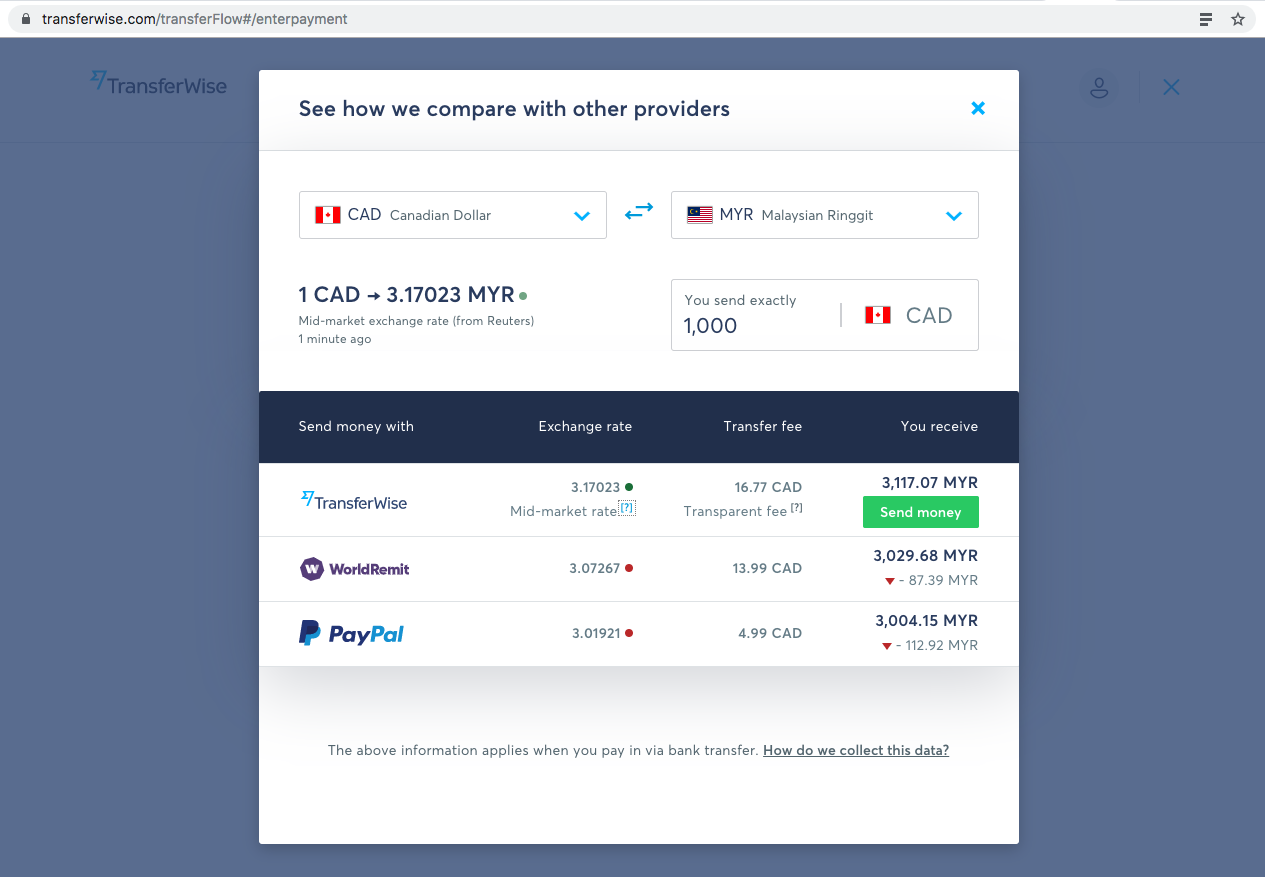 transferwise.com/transferFlow#/enterpayment
TransferWise
See how we compare with other providers
CAD Canadian Dollar
MYR Malaysian Ringgit
1 CAD → 3.17023 MYR
Mid-market exchange rate (from Reuters)
1 minute ago
You send exactly
1,000
CAD
Send money with Exchange rate Transfer fee You receive
TransferWise 3.17023 16.77 CAD 3,117.07 MYR
Mid-market rate [?] Transparent fee [?] Send money
WorldRemit 3.07267 13.99 CAD 3,029.68 MYR
- 87.39 MYR
PayPal 3.01921 4.99 CAD 3,004.15 MYR
- 112.92 MYR
The above information applies when you pay in via bank transfer. How do we collect this data?